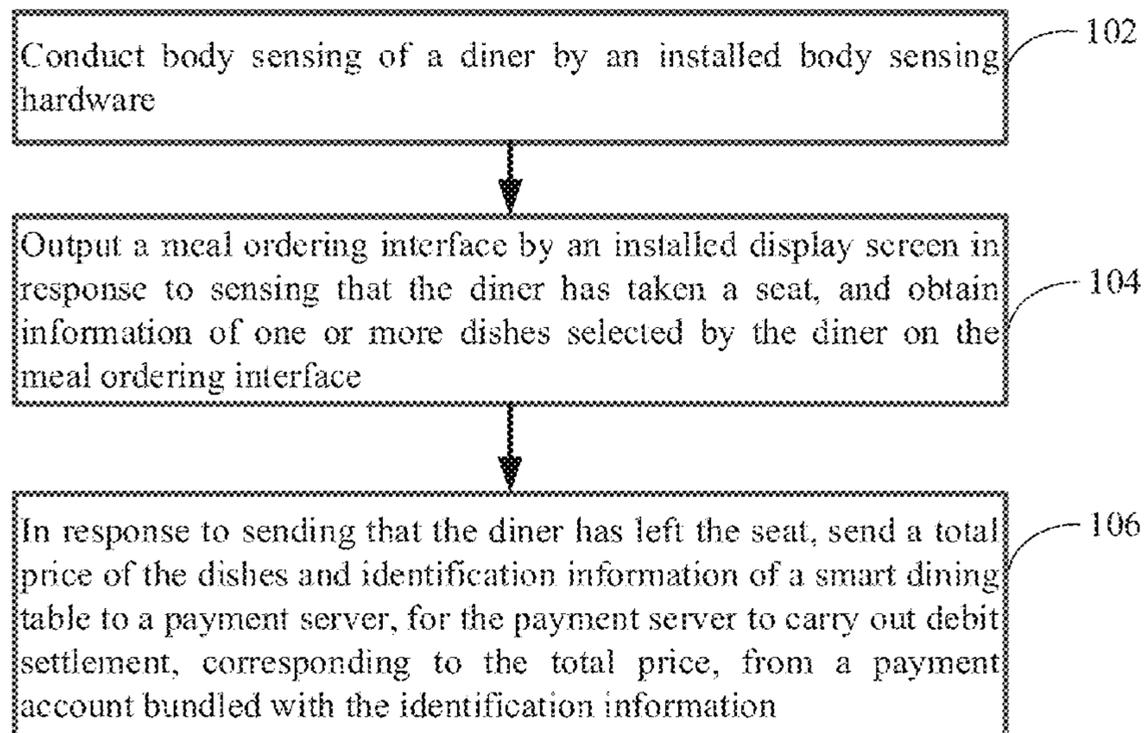 Conduct body sensing of a diner by an installed body sensing
hardware
102
Output a meal ordering interface by an installed display screen in
response to sensing that the diner has taken a seat, and obtain
information of one or more dishes selected by the diner on the
meal ordering interface
104
In response to sending that the diner has left the seat, send a total
price of the dishes and identification information of a smart dining
table to a payment server, for the payment server to carry out debit
settlement, corresponding to the total price, from a payment
account bundled with the identification information
106